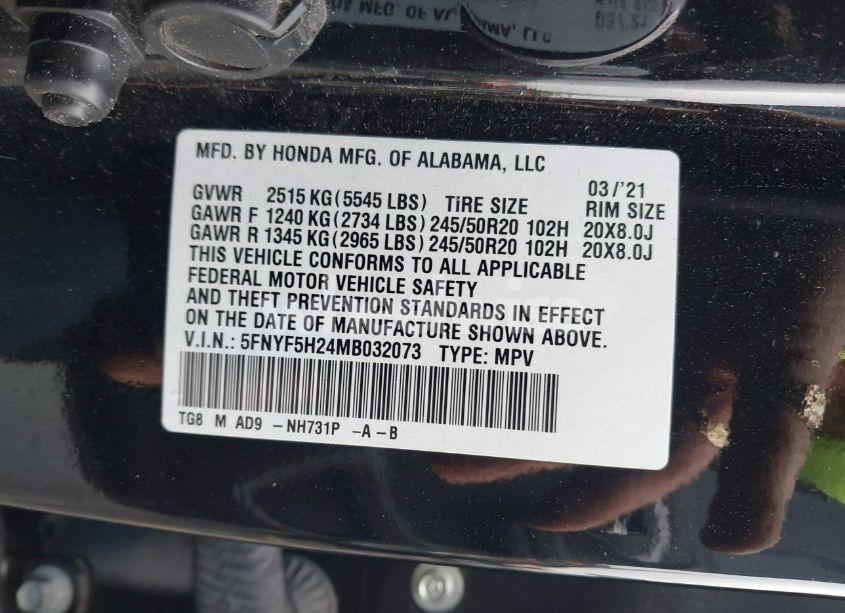 MFD. BY HONDA MFG. OF ALABAMA, LLC
03/'21
GVWR 2515 KG(5545 LBS) TiRE SIZE RIM SIZE
GAWR F 1240 KG(2734 LBS) 245/50R20 102H 20X8.0J
GAWR R 1345 KG(2965 LBS) 245/50R20 102H 20X8.0J
THIS VEHICLE CONFORMS TO ALL APPLICABLE
FEDERAL MOTOR VEHICLE SAFETY
AND THEFT PREVENTION STANDARDS IN EFFECT
ON THE DATE OF MANUFACTURE SHOWN ABOVE.
V.I.N.: 5FNYF5H24MB032073 TYPE: MPV
TG8 M AD9 -NH731P -A -B